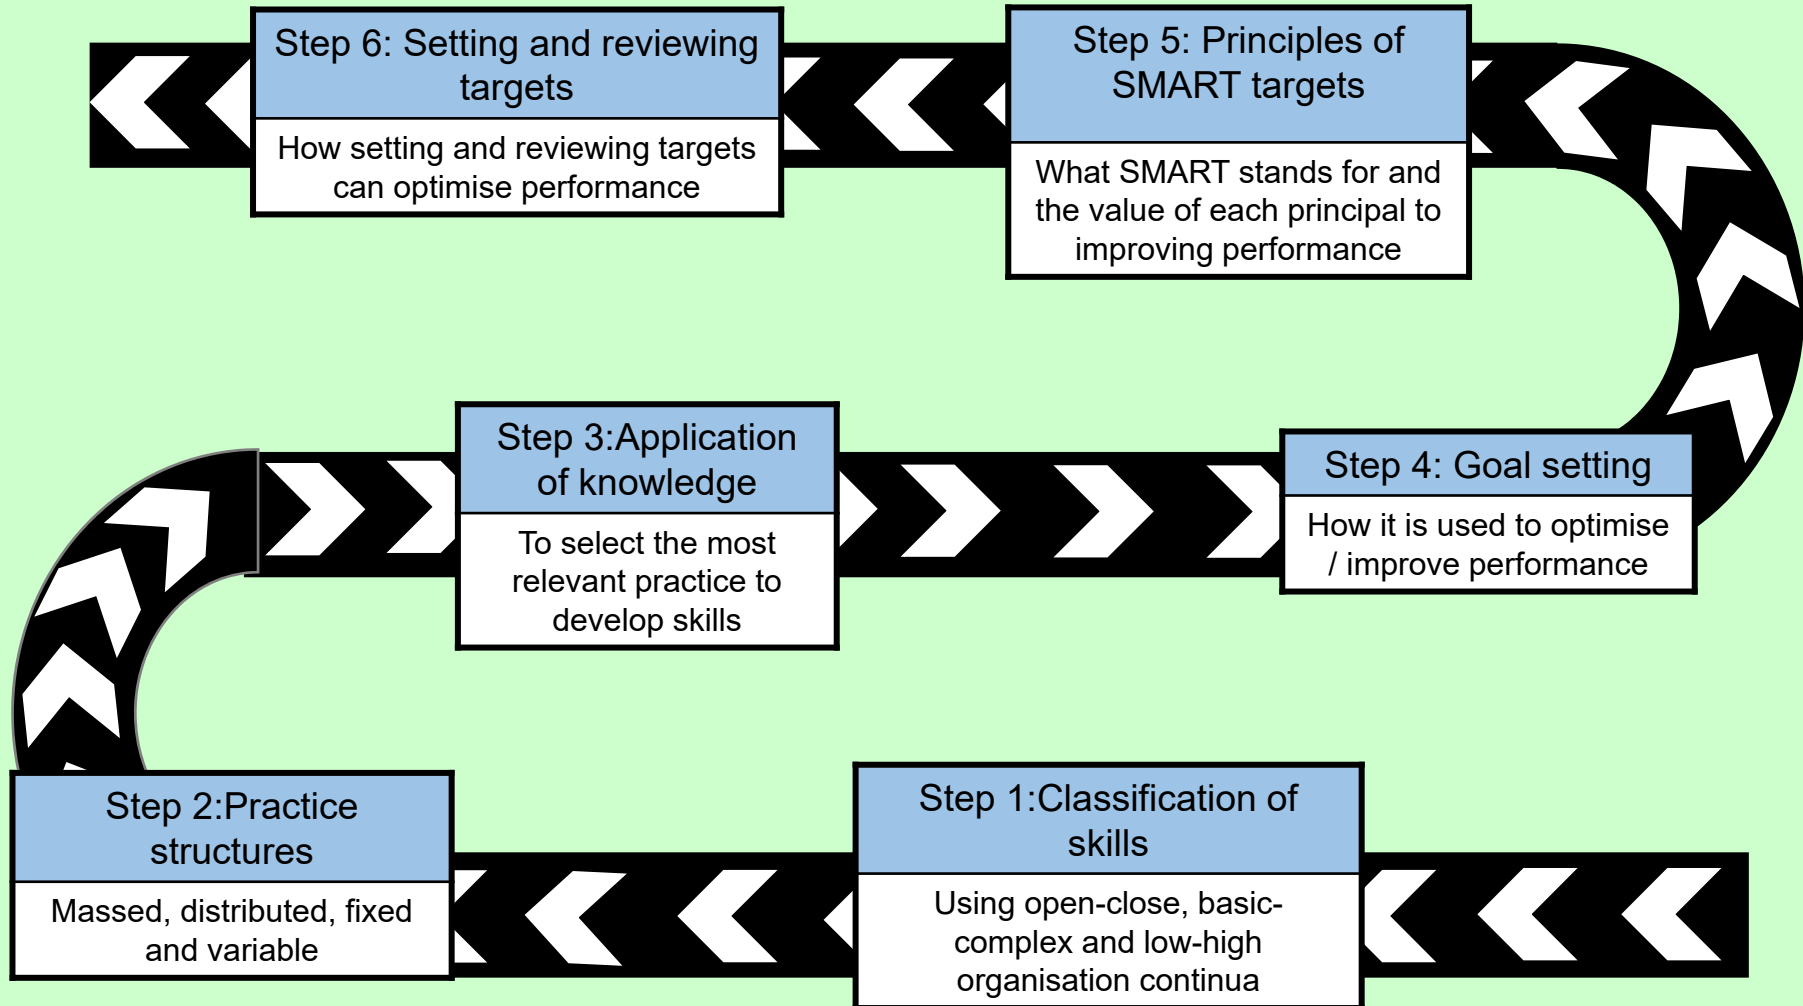 Step 6: Setting and reviewing
targets
How setting and reviewing targets
can optimise performance
Step 5: Principles of
SMART targets
What SMART stands for and
the value of each principal to
improving performance
Step 3:Application
of knowledge
To select the most
relevant practice to
develop skills
Step 4: Goal setting
How it is used to optimise
/ improve performance
Step 2:Practice
structures
Massed, distributed, fixed
and variable
Step 1:Classification of
skills
Using open-close, basic-
complex and low-high
organisation continua